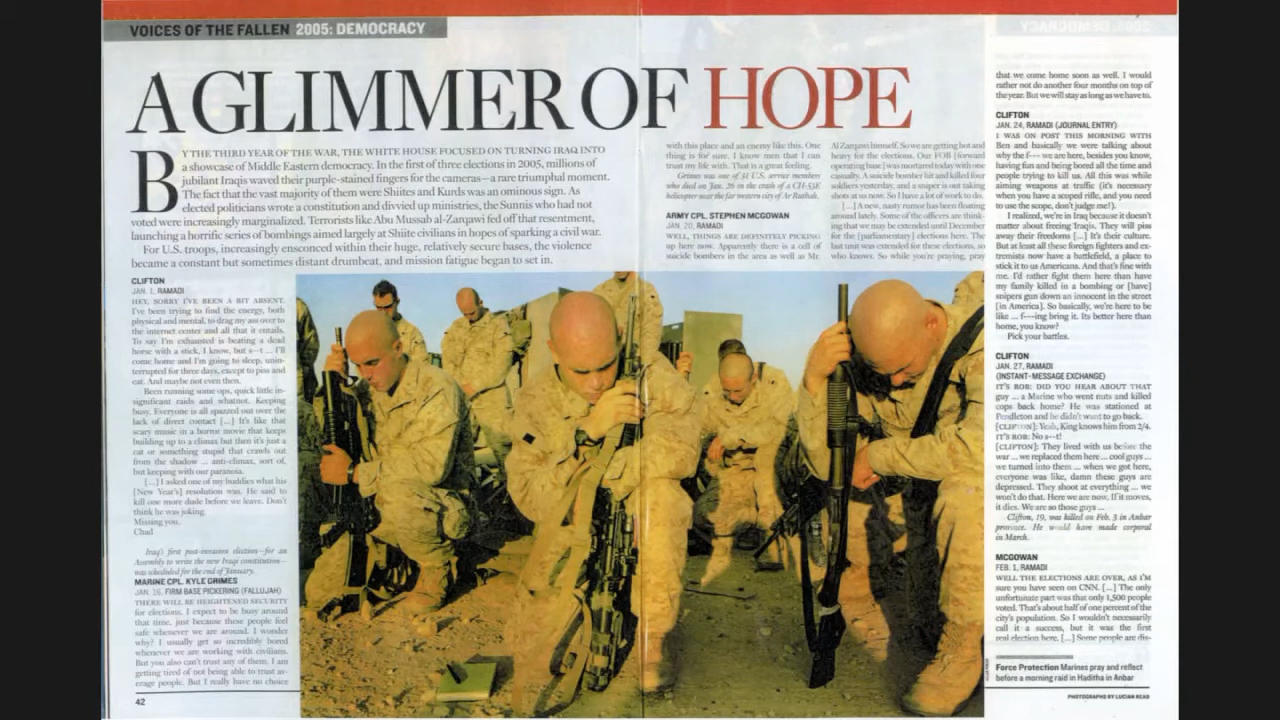 VOICES OF THE FALLEN 2005: DEMOCRACY
A GLIMMER OF HOPE
BY THE THIRD YEAR OF THE WAR, THE WHITE HOUSE FOCUSED ON TURNING IRAQ INTO
a showcase of Middle Eastern democracy. In the first of three elections in 2005, millions of
jubilant Iraqis waved their purple-stained fingers for the cameras—a rare triumphal moment.
The fact that the vast majority of them were Shiites and Kurds was an ominous sign. As
elected politicians wrote a constitution and divvied up ministries, the Sunnis who had not
voted were increasingly marginalized. Terrorists like Abu Mussab al-Zarqawi fed off that resentment,
launching a horrific series of bombings aimed largely at Shiite civilians in hopes of sparking a civil war.
For U.S. troops, increasingly ensconced within their huge, relatively secure bases, the violence
became a constant but sometimes distant drumbeat, and mission fatigue began to set in.
CLIFTON
JAN. 1, RAMADI
HEY, SORRY I'VE BEEN A BIT ABSENT.
I've been trying to find the energy, both
physical and mental, to drag my ass over to
the internet center and all that it entails.
To say I'm exhausted is beating a dead
horse with a stick, I know, but s--t ... I'll
come home and I'm going to sleep, unin-
terrupted for three days, except to piss and
eat. And maybe not even then.
Been running some ops, quick little in-
significant raids and whatnot. Keeping
busy. Everyone is all spazzed out over the
lack of direct contact [...] It's like that
scary music in a horror movie that keeps
building up to a climax but then it's just a
cat or something stupid that crawls out
from the shadow ... anti-climax, sort of,
but keeping with our paranoia.
[...] I asked one of my buddies what his
[New Year's] resolution was. He said to
kill one more dude before we leave. Don't
think he was joking.
Missing you,
Chad
Iraq's first post-invasion election—for an
Assembly to write the new Iraqi constitution—
was scheduled for the end of January.
MARINE CPL. KYLE GRIMES
JAN. 16, FIRM BASE PICKERING (FALLUJAH)
THERE WILL BE HEIGHTENED SECURITY
for elections. I expect to be busy around
that time, just because these people feel
safe whenever we are around. I wonder
why? I usually get so incredibly bored
whenever we are working with civilians.
But you also can't trust any of them. I am
getting tired of not being able to trust av-
erage people. But I really have no choice
with this place and an enemy like this. One
thing is for sure. I know men that I can
trust my life with. That is a great feeling.
Grimes was one of 31 U.S. service members
who died on Jan. 26 in the crash of a CH-53E
helicopter near the far western city of Ar Rutbah.
ARMY CPL. STEPHEN MCGOWAN
JAN. 20, RAMADI
WELL, THINGS ARE DEFINITELY PICKING
up here now. Apparently there is a cell of
suicide bombers in the area as well as Mr.
Al Zarqawi himself. So we are getting hot and
heavy for the elections. Our FOB [forward
operating base] was mortared today with one
casualty. A suicide bomber hit and killed four
soldiers yesterday, and a sniper is out taking
shots at us now. So I have a lot of work to do.
[...] A new, nasty rumor has been floating
around lately. Some of the officers are think-
ing that we may be extended until December
for the [parliamentary] elections here. The
last unit was extended for these elections, so
who knows. So while you're praying, pray
that we come home soon as well. I would
rather not do another four months on top of
the year. But we will stay as long as we have to.
CLIFTON
JAN. 24, RAMADI (JOURNAL ENTRY)
I WAS ON POST THIS MORNING WITH
Ben and basically we were talking about
why the f--- we are here, besides you know,
having fun and being bored all the time and
people trying to kill us. All this was while
aiming weapons at traffic (it's necessary
when you have a scoped rifle, and you need
to use the scope, don't judge me!).
I realized, we're in Iraq because it doesn't
matter about freeing Iraqis. They will piss
away their freedoms [...] It's their culture.
But at least all these foreign fighters and ex-
tremists now have a battlefield, a place to
stick it to us Americans. And that's fine with
me. I'd rather fight them here than have
my family killed in a bombing or [have]
snipers gun down an innocent in the street
[in America]. So basically, we're here to be
like ... f---ing bring it. Its better here than
home, you know?
Pick your battles.
CLIFTON
JAN. 27, RAMADI
(INSTANT-MESSAGE EXCHANGE)
IT'S ROB: DID YOU HEAR ABOUT THAT
guy ... a Marine who went nuts and killed
cops back home? He was stationed at
Pendleton and he didn't want to go back.
[CLIFTON]: Yeah, King knows him from 2/4.
IT'S ROB: No s--t!
[CLIFTON]: They lived with us before the
war ... we replaced them here ... cool guys ...
we turned into them ... when we got here,
everyone was like, damn these guys are
depressed. They shoot at everything ... we
won't do that. Here we are now. If it moves,
it dies. We are so those guys ...
Clifton, 19, was killed on Feb. 3 in Anbar
province. He would have made corporal
in March.
MCGOWAN
FEB. 1, RAMADI
WELL THE ELECTIONS ARE OVER, AS I'M
sure you have seen on CNN. [...] The only
unfortunate part was that only 1,500 people
voted. That's about half of one percent of the
city's population. So I wouldn't necessarily
call it a success, but it was the first
real election here. [...] Some people are dis-
Force Protection Marines pray and reflect
before a morning raid in Haditha in Anbar
42
PHOTOGRAPHS BY LUCIAN READ